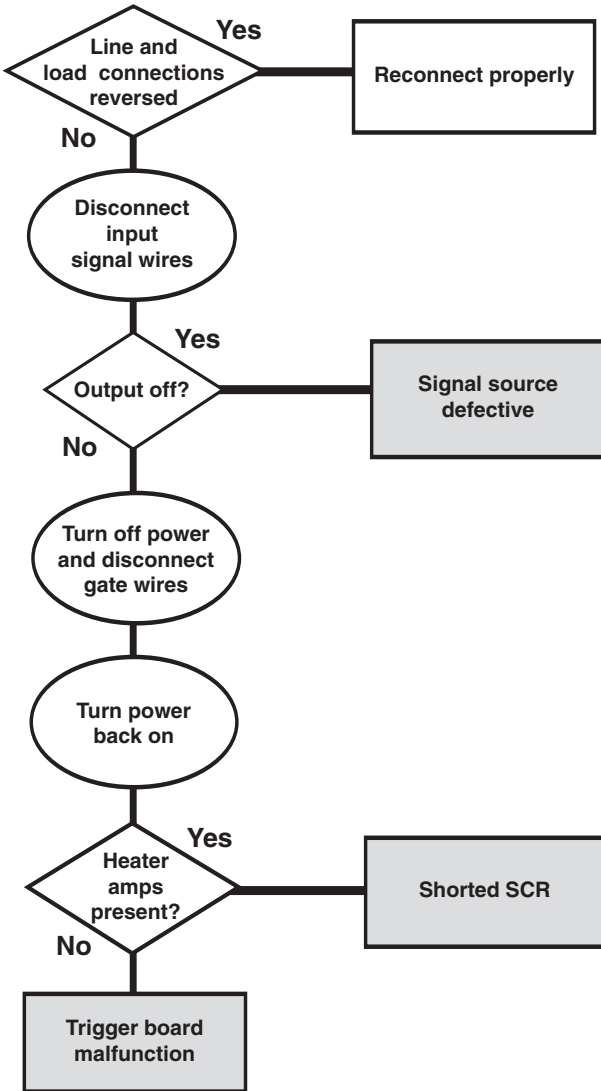 Yes
Line and
load connections
reversed
Reconnect properly
No
Disconnect
input
signal wires
Yes
Output off?
Signal source
defective
No
Turn off power
and disconnect
gate wires
Turn power
back on
Yes
Heater
amps
present?
Shorted SCR
No
Trigger board
malfunction